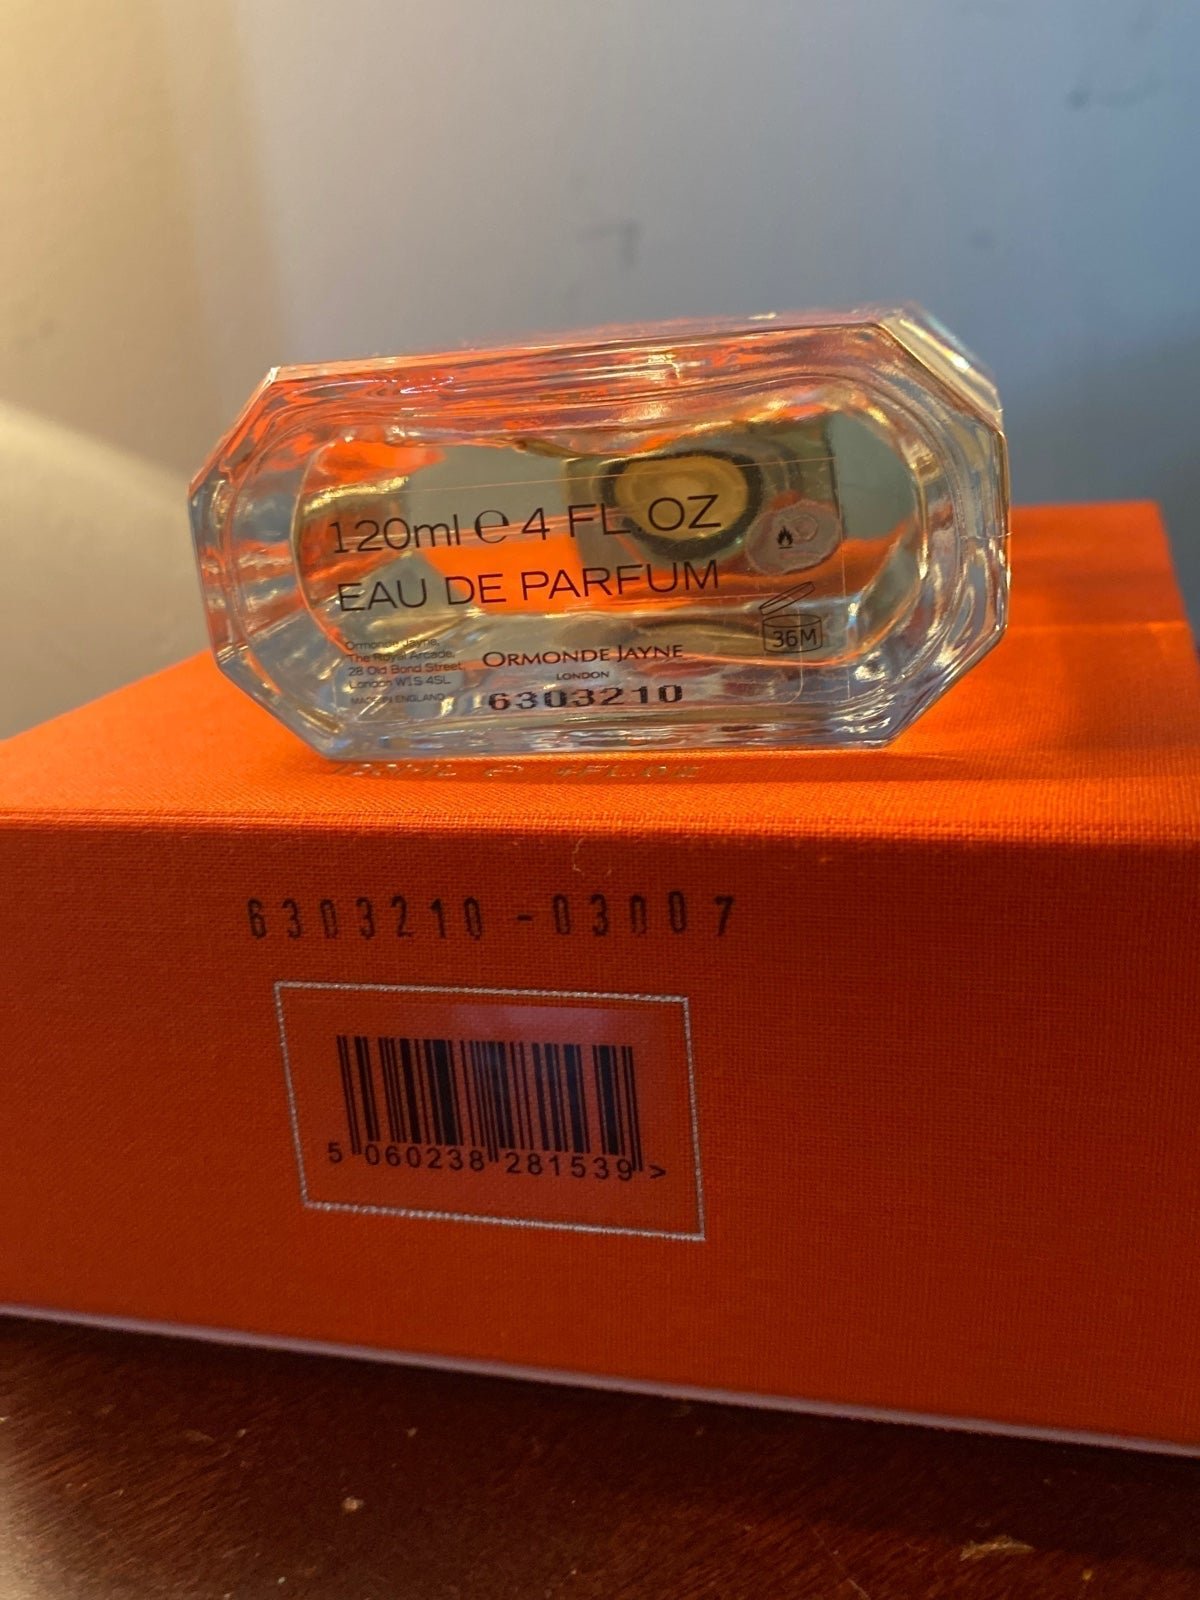 120ml ℮ 4 FL OZ
EAU DE PARFUM
36M
Ormonde Jayne,
The Royal Arcade,
28 Old Bond Street,
London W1S 4SL
MADE IN ENGLAND
ORMONDE JAYNE
LONDON
6303210
6303210-03007
5 060238 281539 >